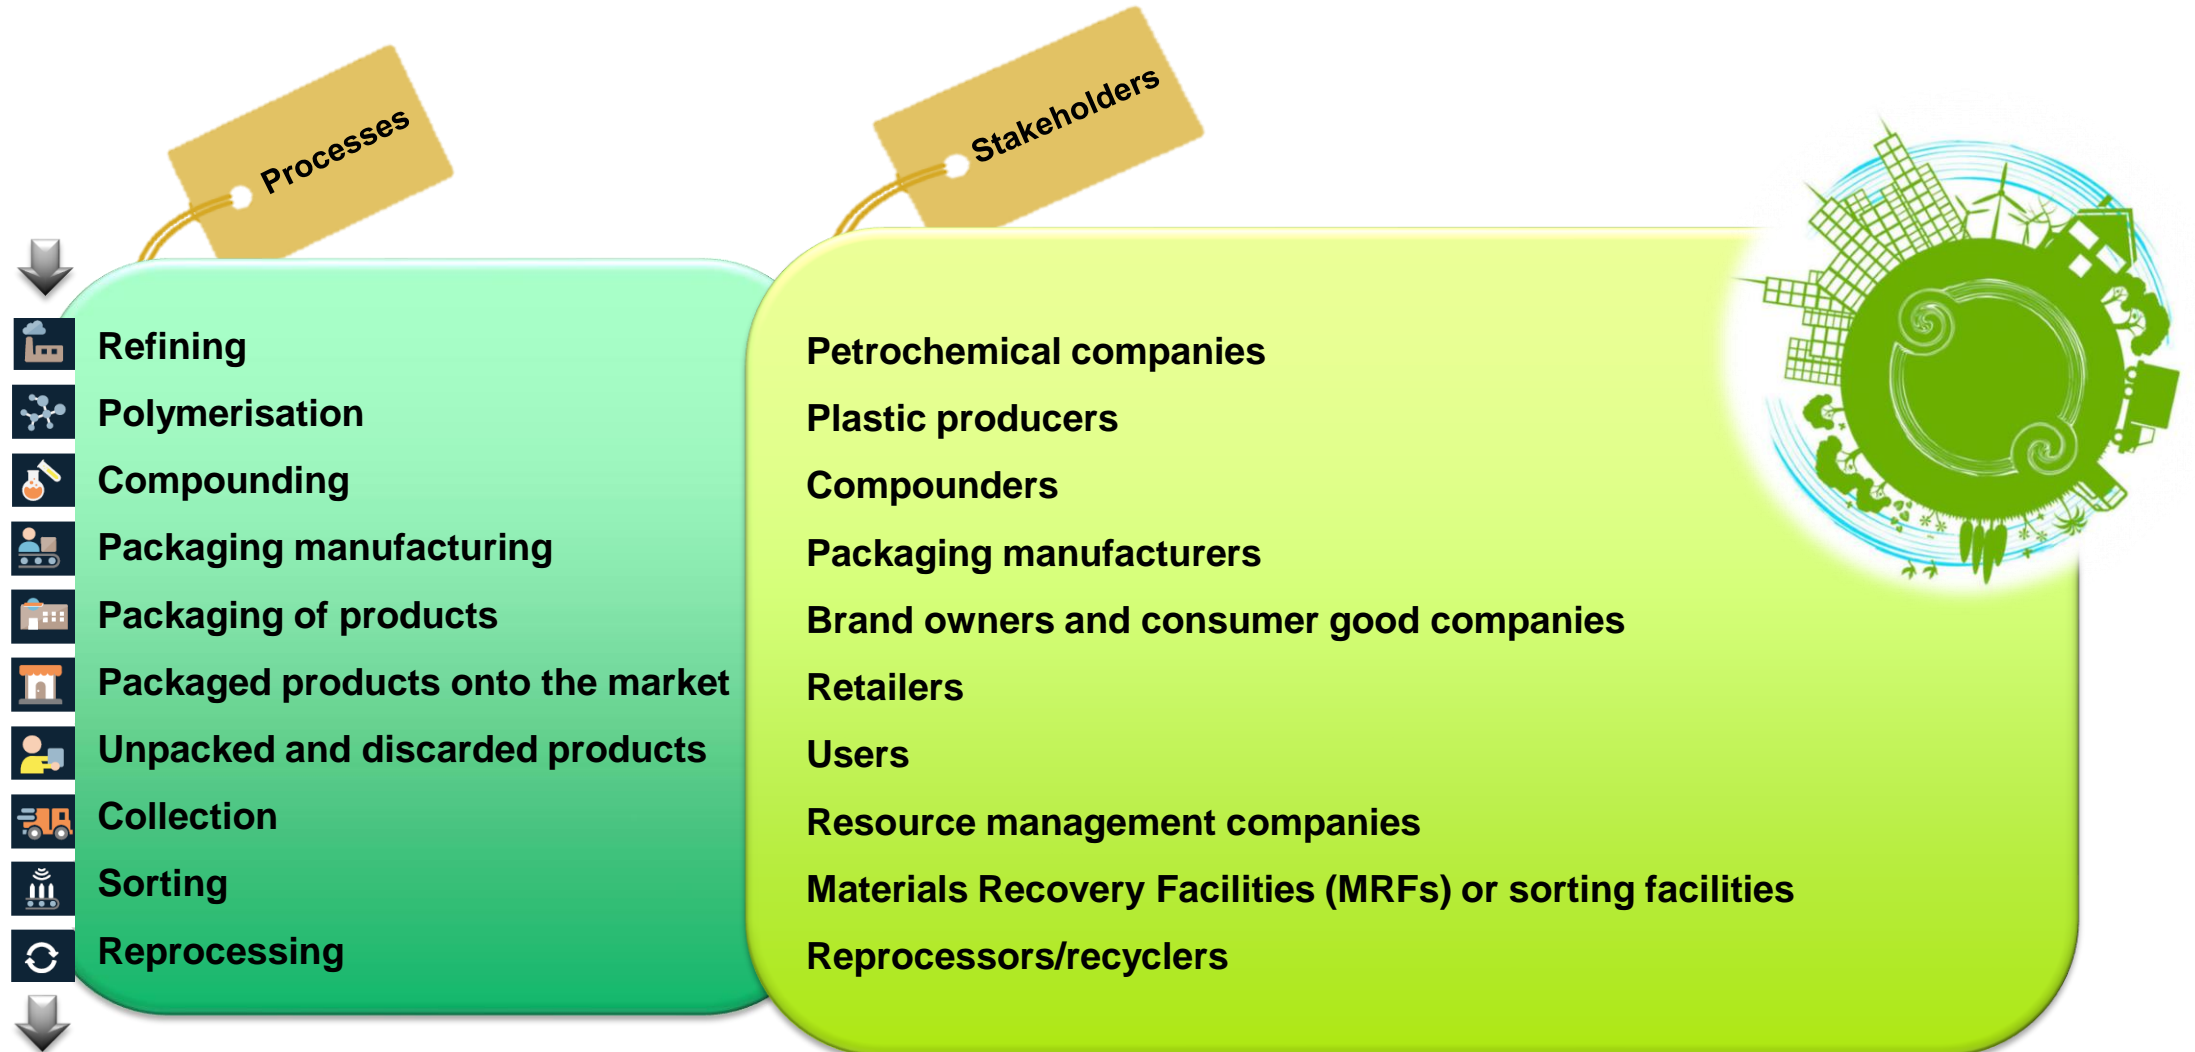 Processes
Stakeholders
Refining
Petrochemical companies
Polymerisation
Plastic producers
Compounding
Compounders
Packaging manufacturing
Packaging manufacturers
Packaging of products
Brand owners and consumer good companies
Packaged products onto the market
Retailers
Unpacked and discarded products
Users
Collection
Resource management companies
Sorting
Materials Recovery Facilities (MRFs) or sorting facilities
Reprocessing
Reprocessors/recyclers